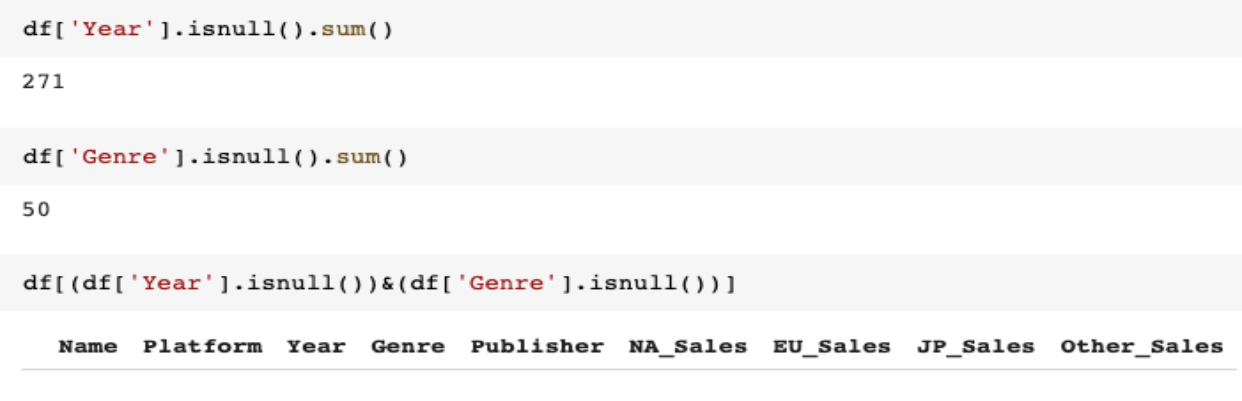 df['Year'].isnull().sum()
271
df['Genre'].isnull().sum()
50
df[(df['Year'].isnull())&(df['Genre'].isnull())]
Name Platform Year Genre Publisher NA_Sales EU_Sales JP_Sales Other_Sales